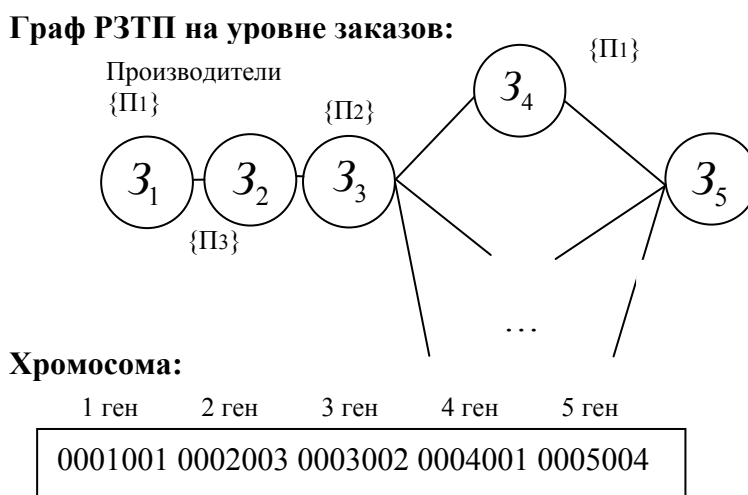 Граф РЗТП на уровне заказов:
Производители
{П1} {П2} {П1}
З1 З2 З3 З4 З5
{П3}
...
Хромосома:
1 ген 2 ген 3 ген 4 ген 5 ген
0001001 0002003 0003002 0004001 0005004